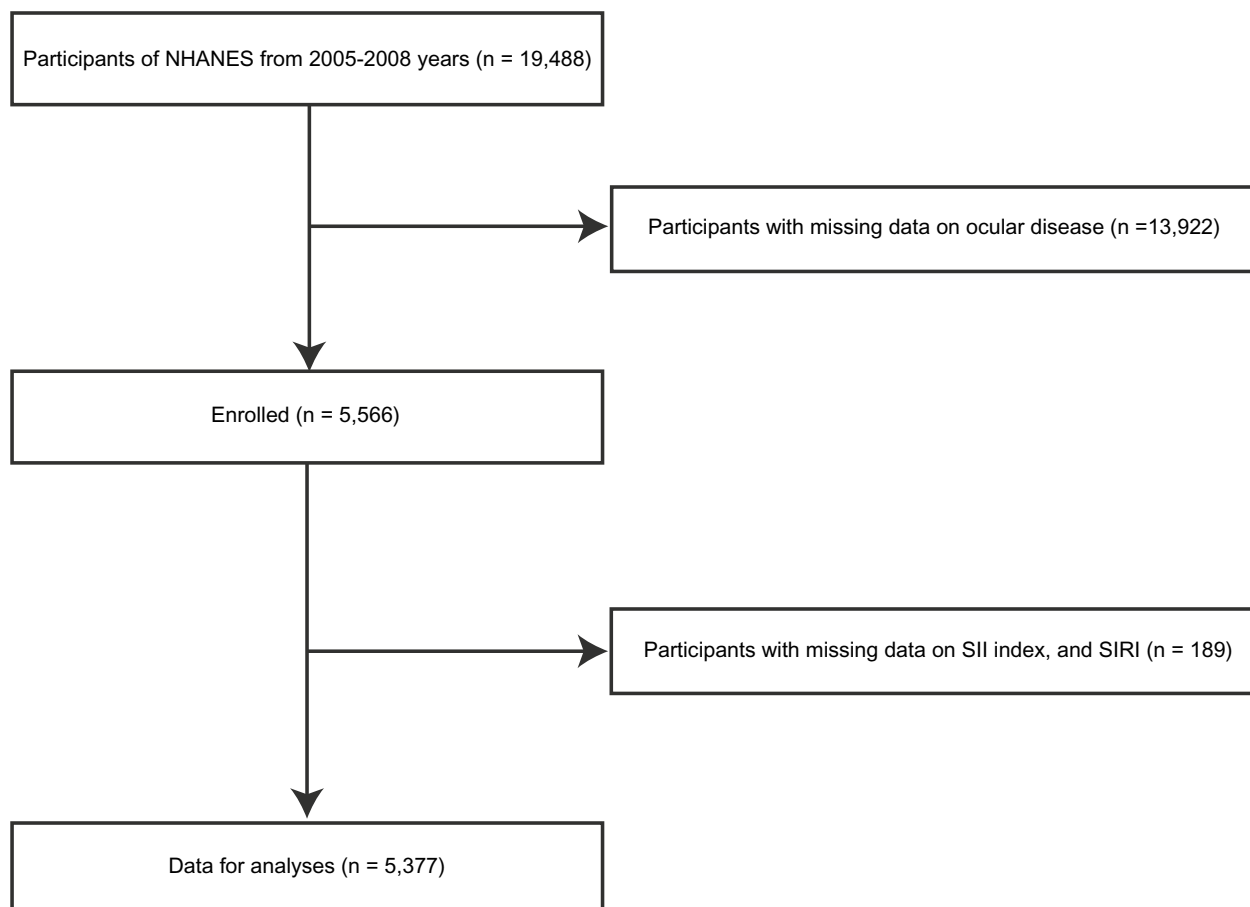 Participants of NHANES from 2005-2008 years (n = 19,488)
Participants with missing data on ocular disease (n =13,922)
Enrolled (n = 5,566)
Participants with missing data on SII index, and SIRI (n = 189)
Data for analyses (n = 5,377)